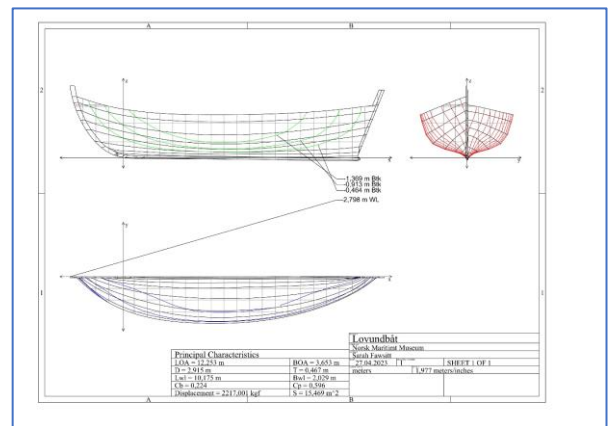 A B
2 2
z z
x y
-1,369 m Btk
-0,913 m Btk
-0,464 m Btk
-2,798 m WL
x
1 1
Lovundbåt
Norsk Maritimt Museum
Sarah Fawsitt
Principal Characteristics
LOA = 12,253 m BOA = 3,653 m 27.04.2023 1 SHEET 1 OF 1
D = 2,915 m T = 0,467 m meters 1,977 meters/inches
Lwl = 10,175 m Bwl = 2,029 m
Cb = 0,224 Cp = 0,596
Displacement = 2217,001 kgf S = 15,469 m^2
A B